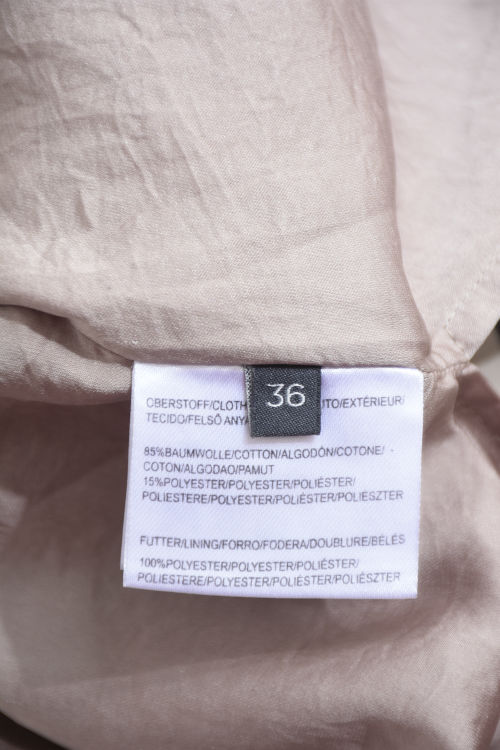 36
OBERSTOFF/CLOTH TO/EXTÉRIEUR/
TECIDO/FELSŐ ANYA
85%BAUMWOLLE/COTTON/ALGODÓN/COTONE/
COTON/ALGODAO/PAMUT
15%POLYESTER/POLYESTER/POLIÉSTER/
POLIESTERE/POLYESTER/POLIÉSTER/POLIÉSZTER
FUTTER/LINING/FORRO/FODERA/DOUBLURE/BÉLÉS
100%POLYESTER/POLYESTER/POLIÉSTER/
POLIESTERE/POLYESTER/POLIÉSTER/POLIÉSZTER